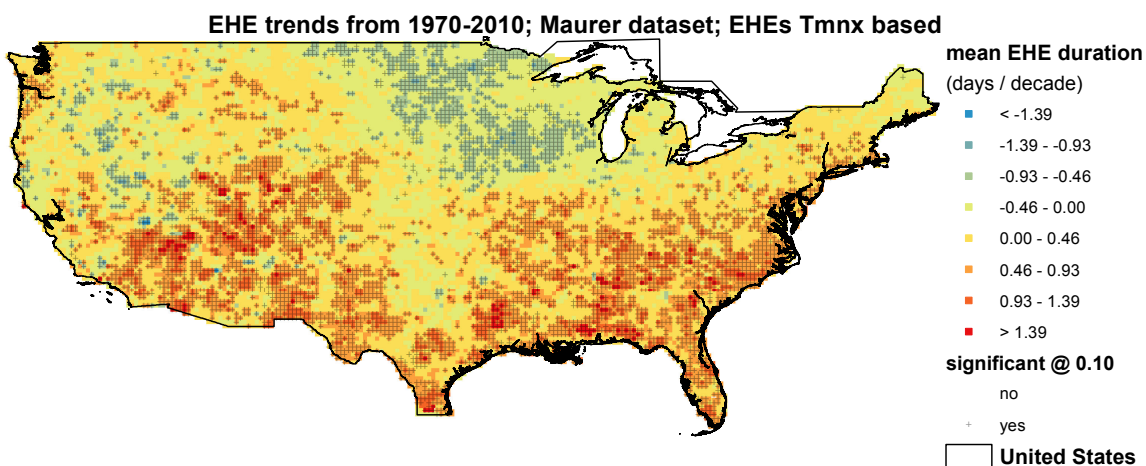 EHE trends from 1970-2010; Maurer dataset; EHEs Tmnx based
mean EHE duration
(days / decade)
< -1.39
-1.39 - -0.93
-0.93 - -0.46
-0.46 - 0.00
0.00 - 0.46
0.46 - 0.93
0.93 - 1.39
> 1.39
significant @ 0.10
no
+ yes
United States